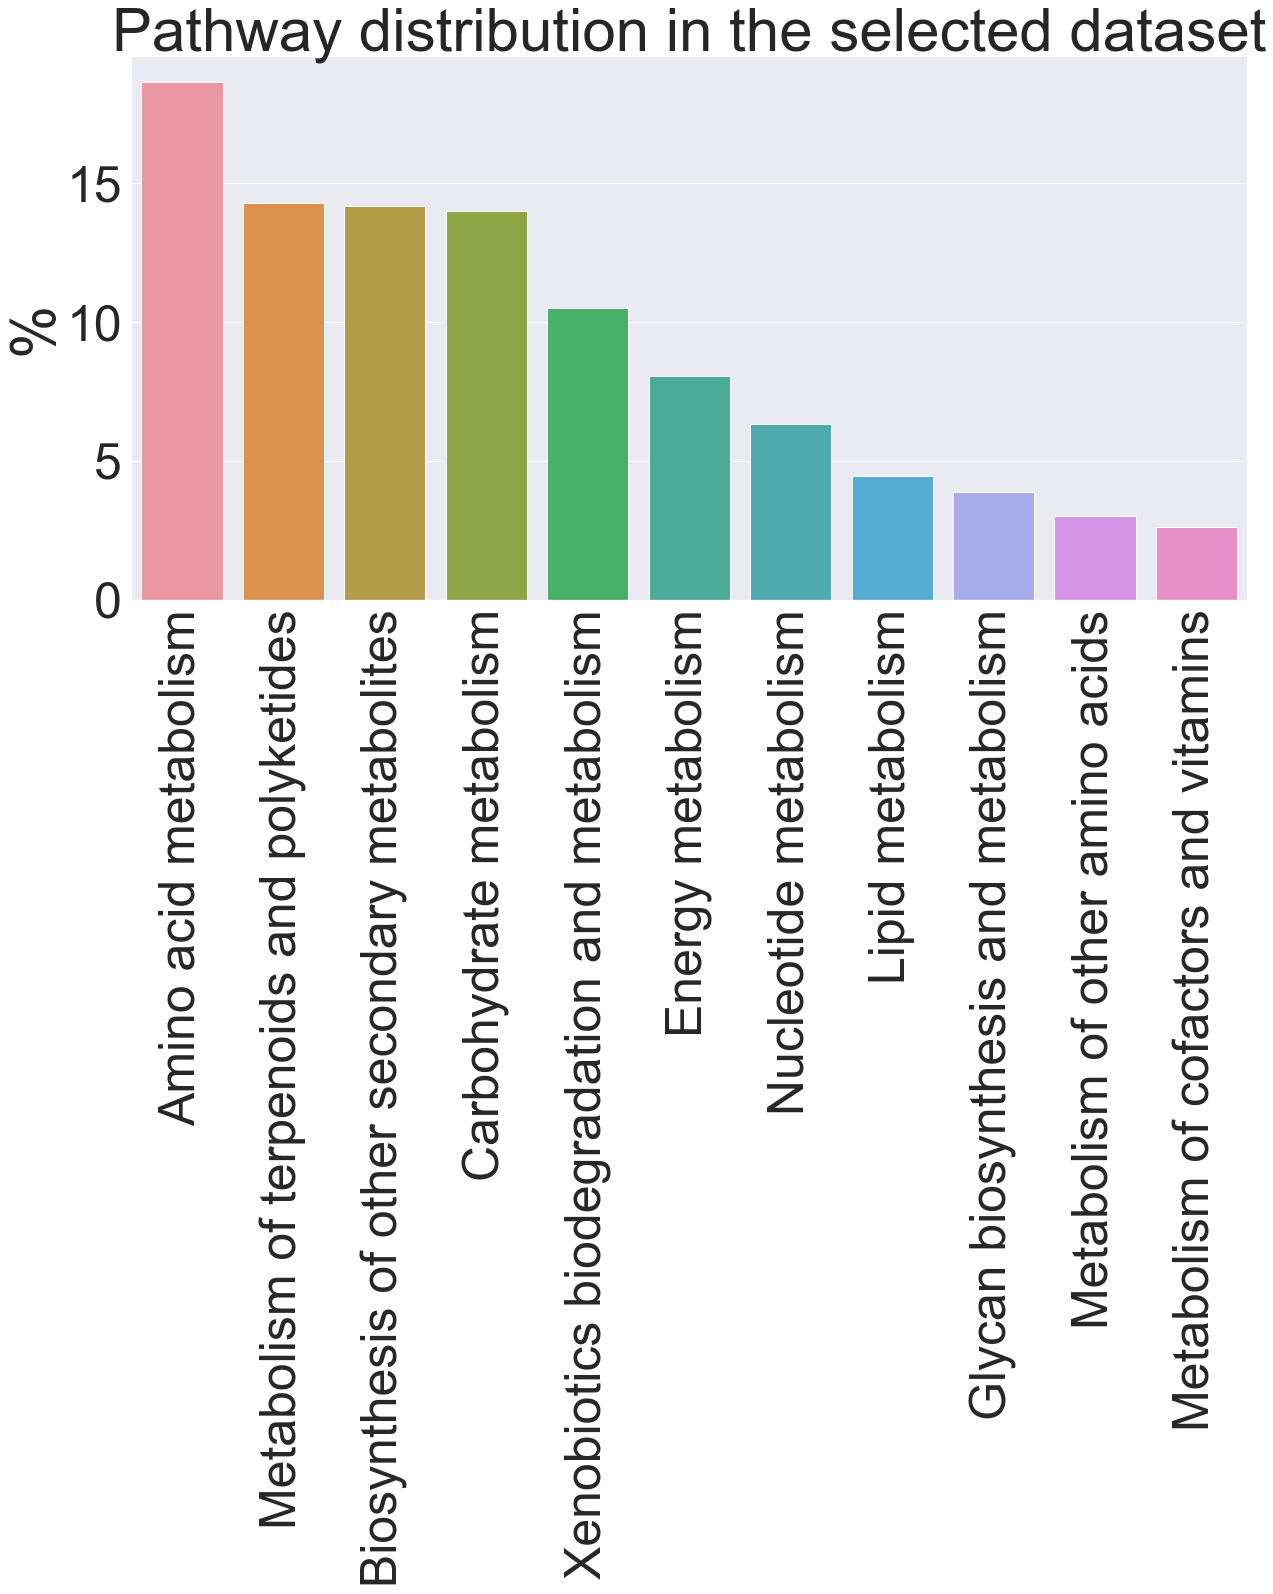 Pathway distribution in the selected dataset
%
15
10
5
0
Amino acid metabolism
Metabolism of terpenoids and polyketides
Biosynthesis of other secondary metabolites
Carbohydrate metabolism
Xenobiotics biodegradation and metabolism
Energy metabolism
Nucleotide metabolism
Lipid metabolism
Glycan biosynthesis and metabolism
Metabolism of other amino acids
Metabolism of cofactors and vitamins